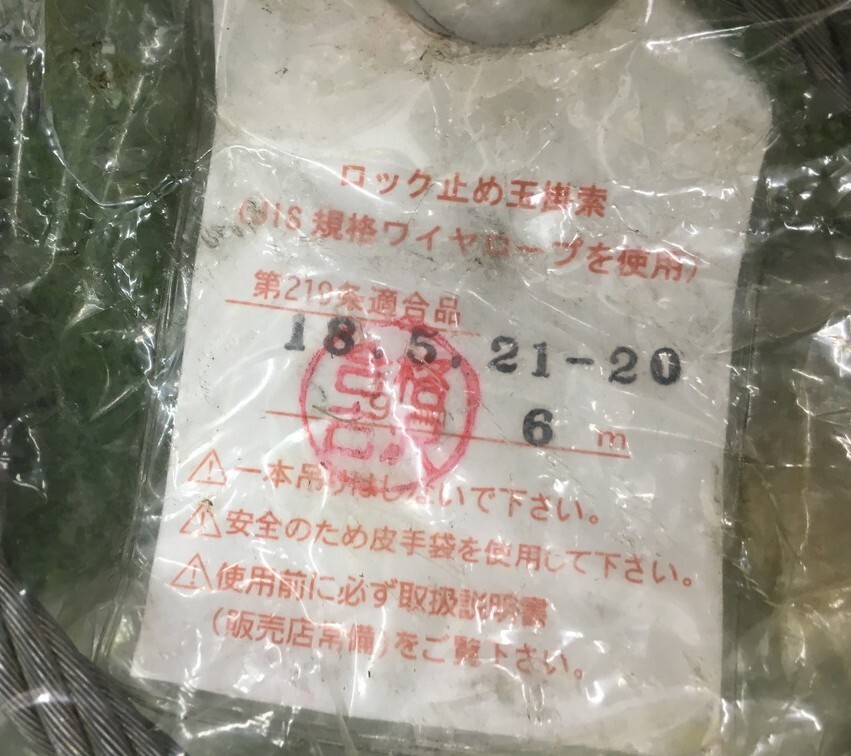 ロック止め玉掛索
(JIS 規格ワイヤロープを使用)
第219条適合品
18.5.21-20
9 6 m
⚠一本吊りはしないで下さい。
⚠安全のため皮手袋を使用して下さい。
⚠使用前に必ず取扱説明書
(販売店常備)をご覧下さい。